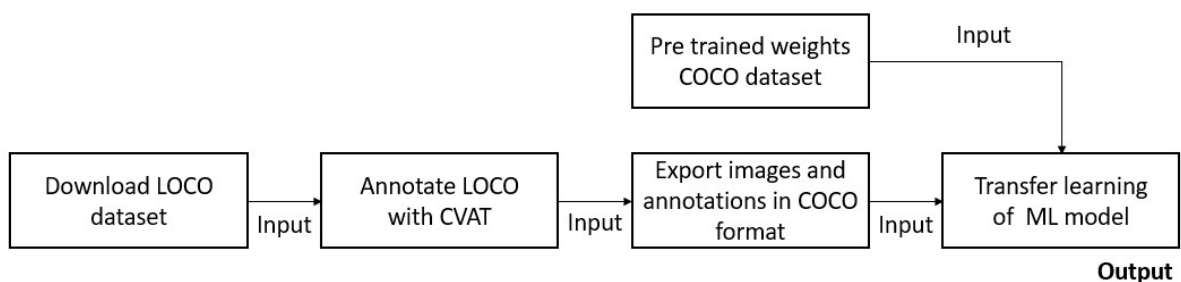 Pre trained weights
COCO dataset
Input
Download LOCO
dataset
Input
Annotate LOCO
with CVAT
Input
Export images and
annotations in COCO
format
Input
Transfer learning
of ML model
Output